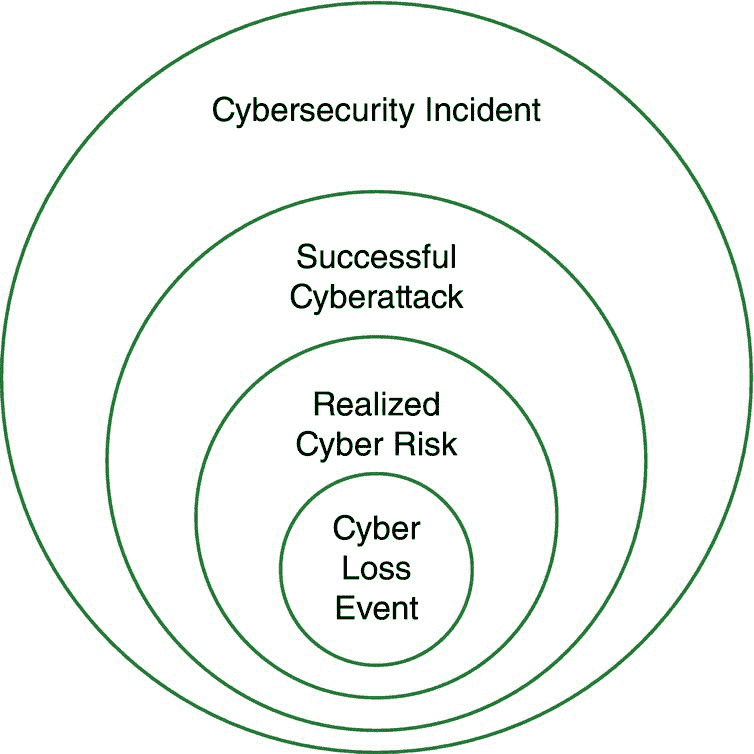 Cybersecurity Incident
Successful
Cyberattack
Realized
Cyber Risk
Cyber
Loss
Event